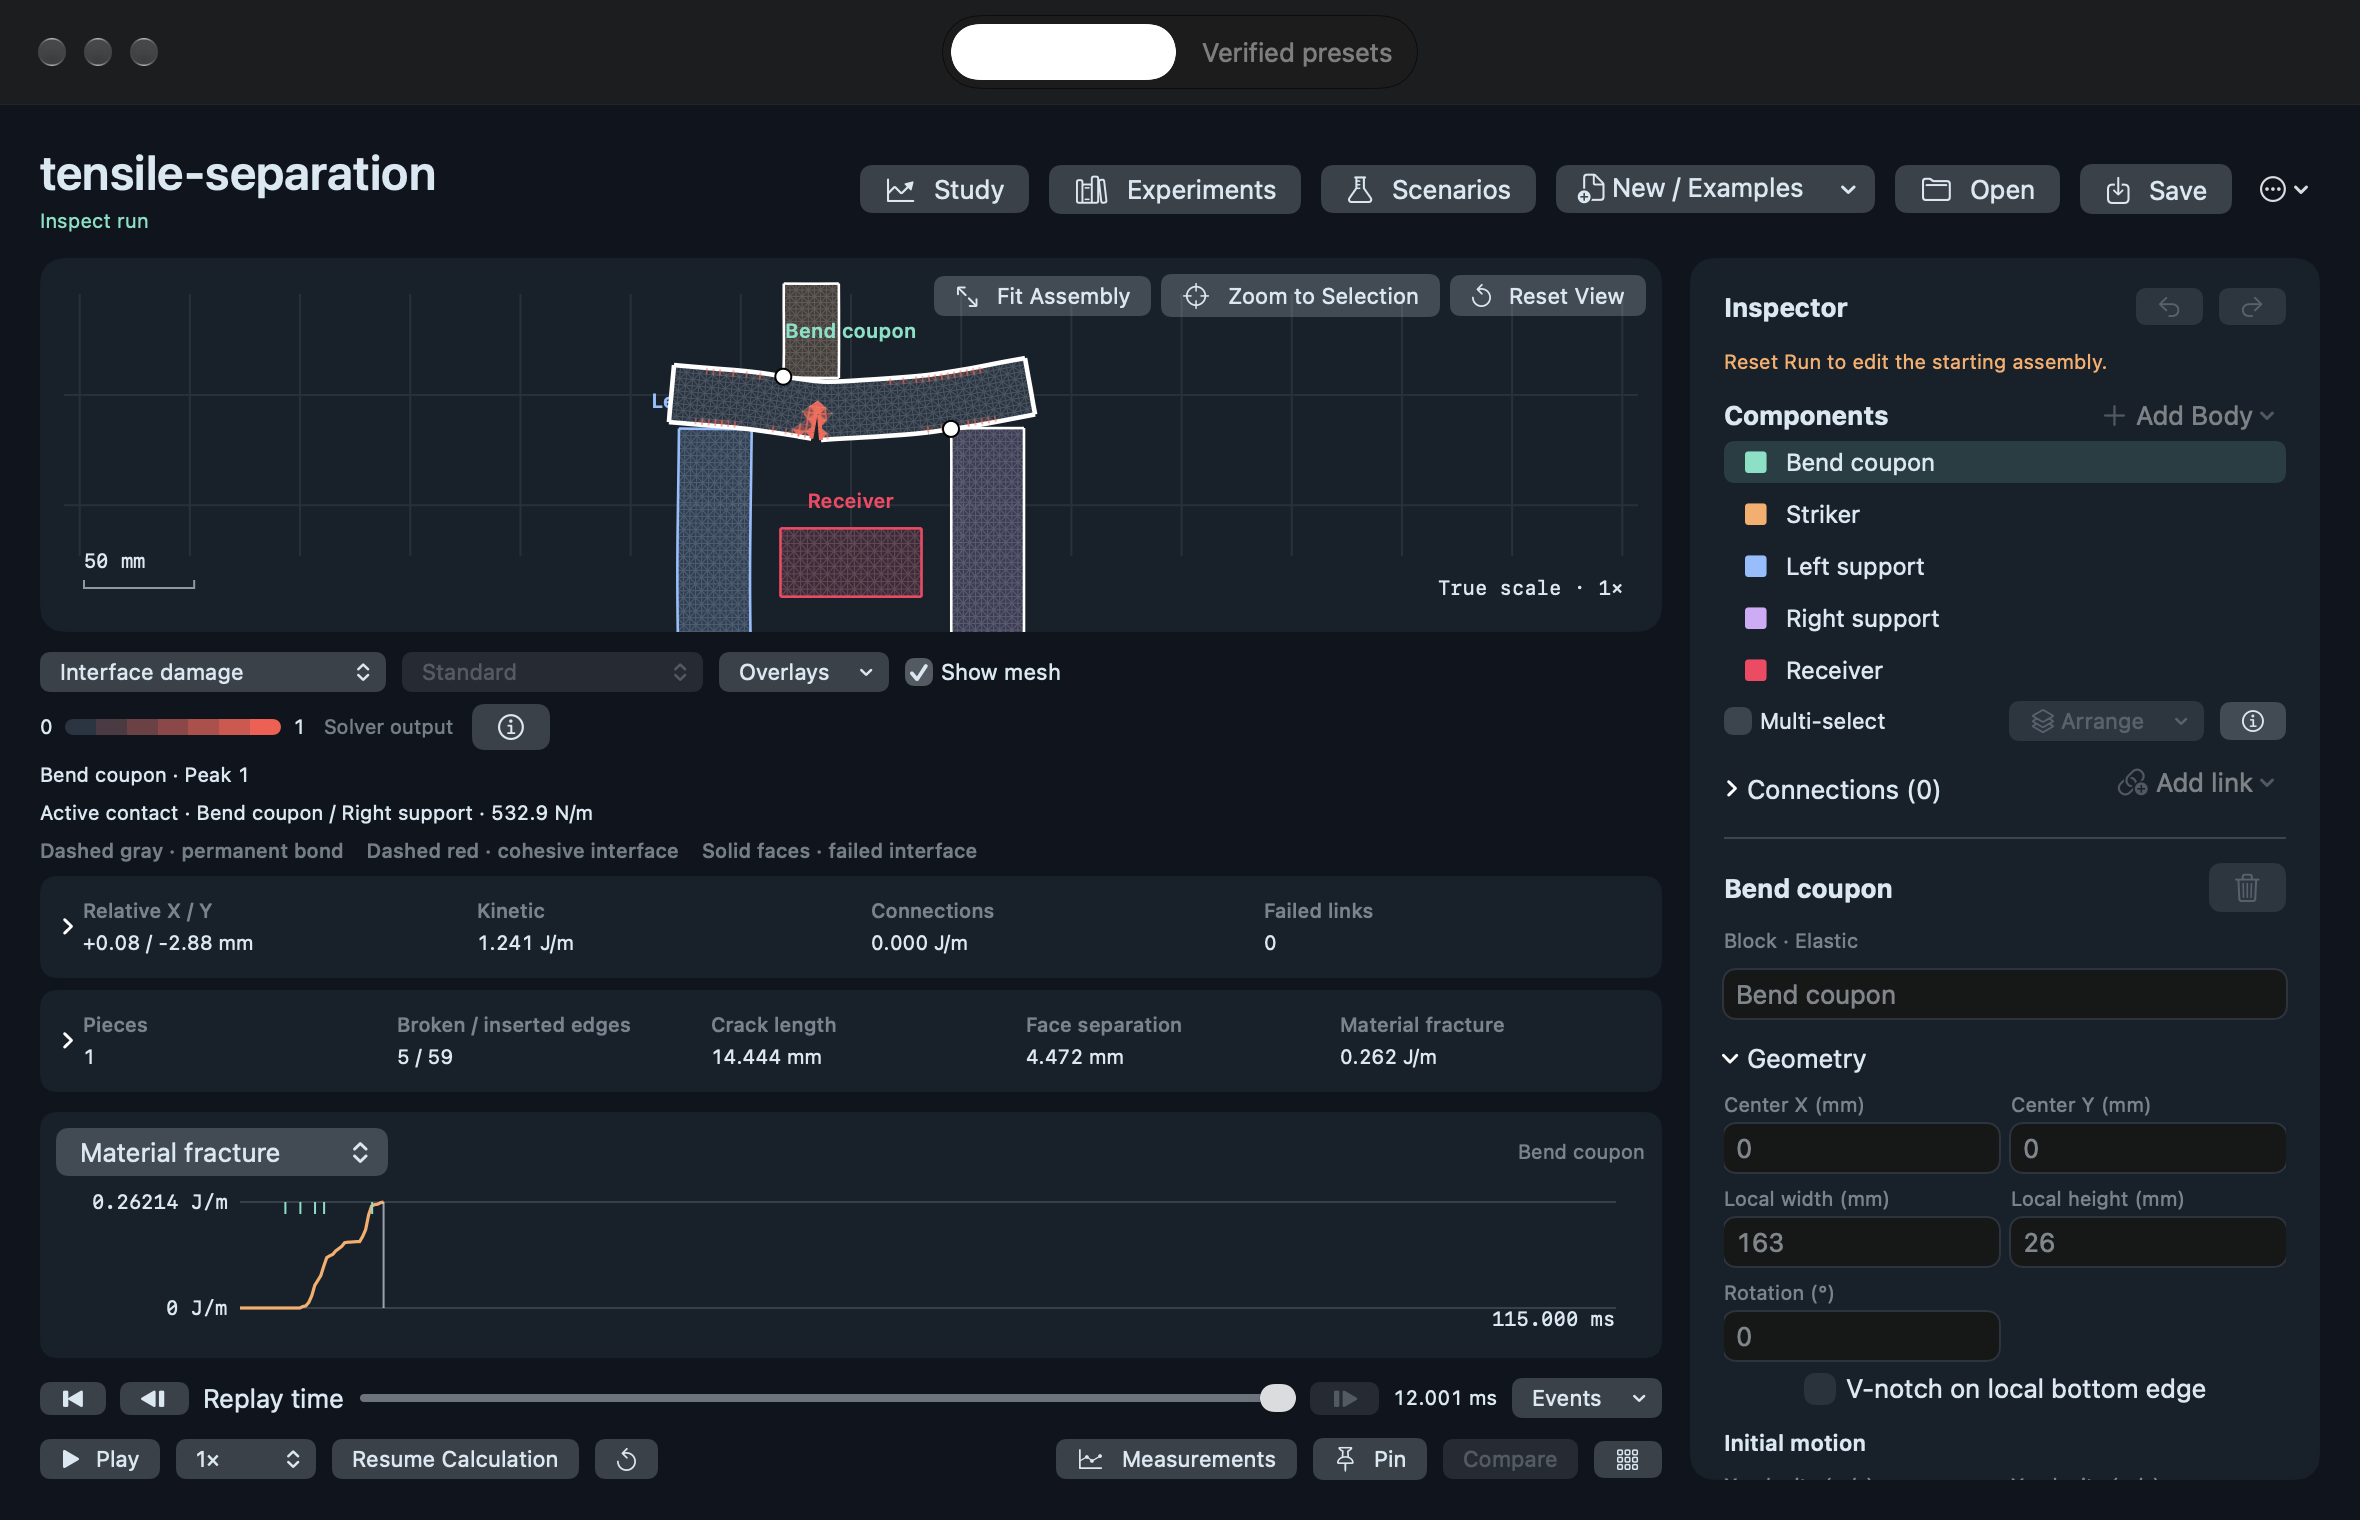 Verified presets
tensile-separation
Inspect run
Study
Experiments
Scenarios
New / Examples
Open
Save
Fit Assembly
Zoom to Selection
Reset View
Bend coupon
Le
Receiver
50 mm
True scale · 1×
Interface damage
Standard
Overlays
Show mesh
0
1
Solver output
Bend coupon · Peak 1
Active contact · Bend coupon / Right support · 532.9 N/m
Dashed gray · permanent bond Dashed red · cohesive interface Solid faces · failed interface
Relative X / Y
Kinetic
Connections
Failed links
+0.08 / -2.88 mm
1.241 J/m
0.000 J/m
0
Pieces
Broken / inserted edges
Crack length
Face separation
Material fracture
1
5 / 59
14.444 mm
4.472 mm
0.262 J/m
Material fracture
Bend coupon
0.26214 J/m
0 J/m
115.000 ms
Replay time
12.001 ms
Events
Play
1×
Resume Calculation
Measurements
Pin
Compare
Inspector
Reset Run to edit the starting assembly.
Components
Add Body
Bend coupon
Striker
Left support
Right support
Receiver
Multi-select
Arrange
Connections (0)
Add link
Bend coupon
Block · Elastic
Bend coupon
Geometry
Center X (mm)
Center Y (mm)
0
0
Local width (mm)
Local height (mm)
163
26
Rotation (°)
0
V-notch on local bottom edge
Initial motion